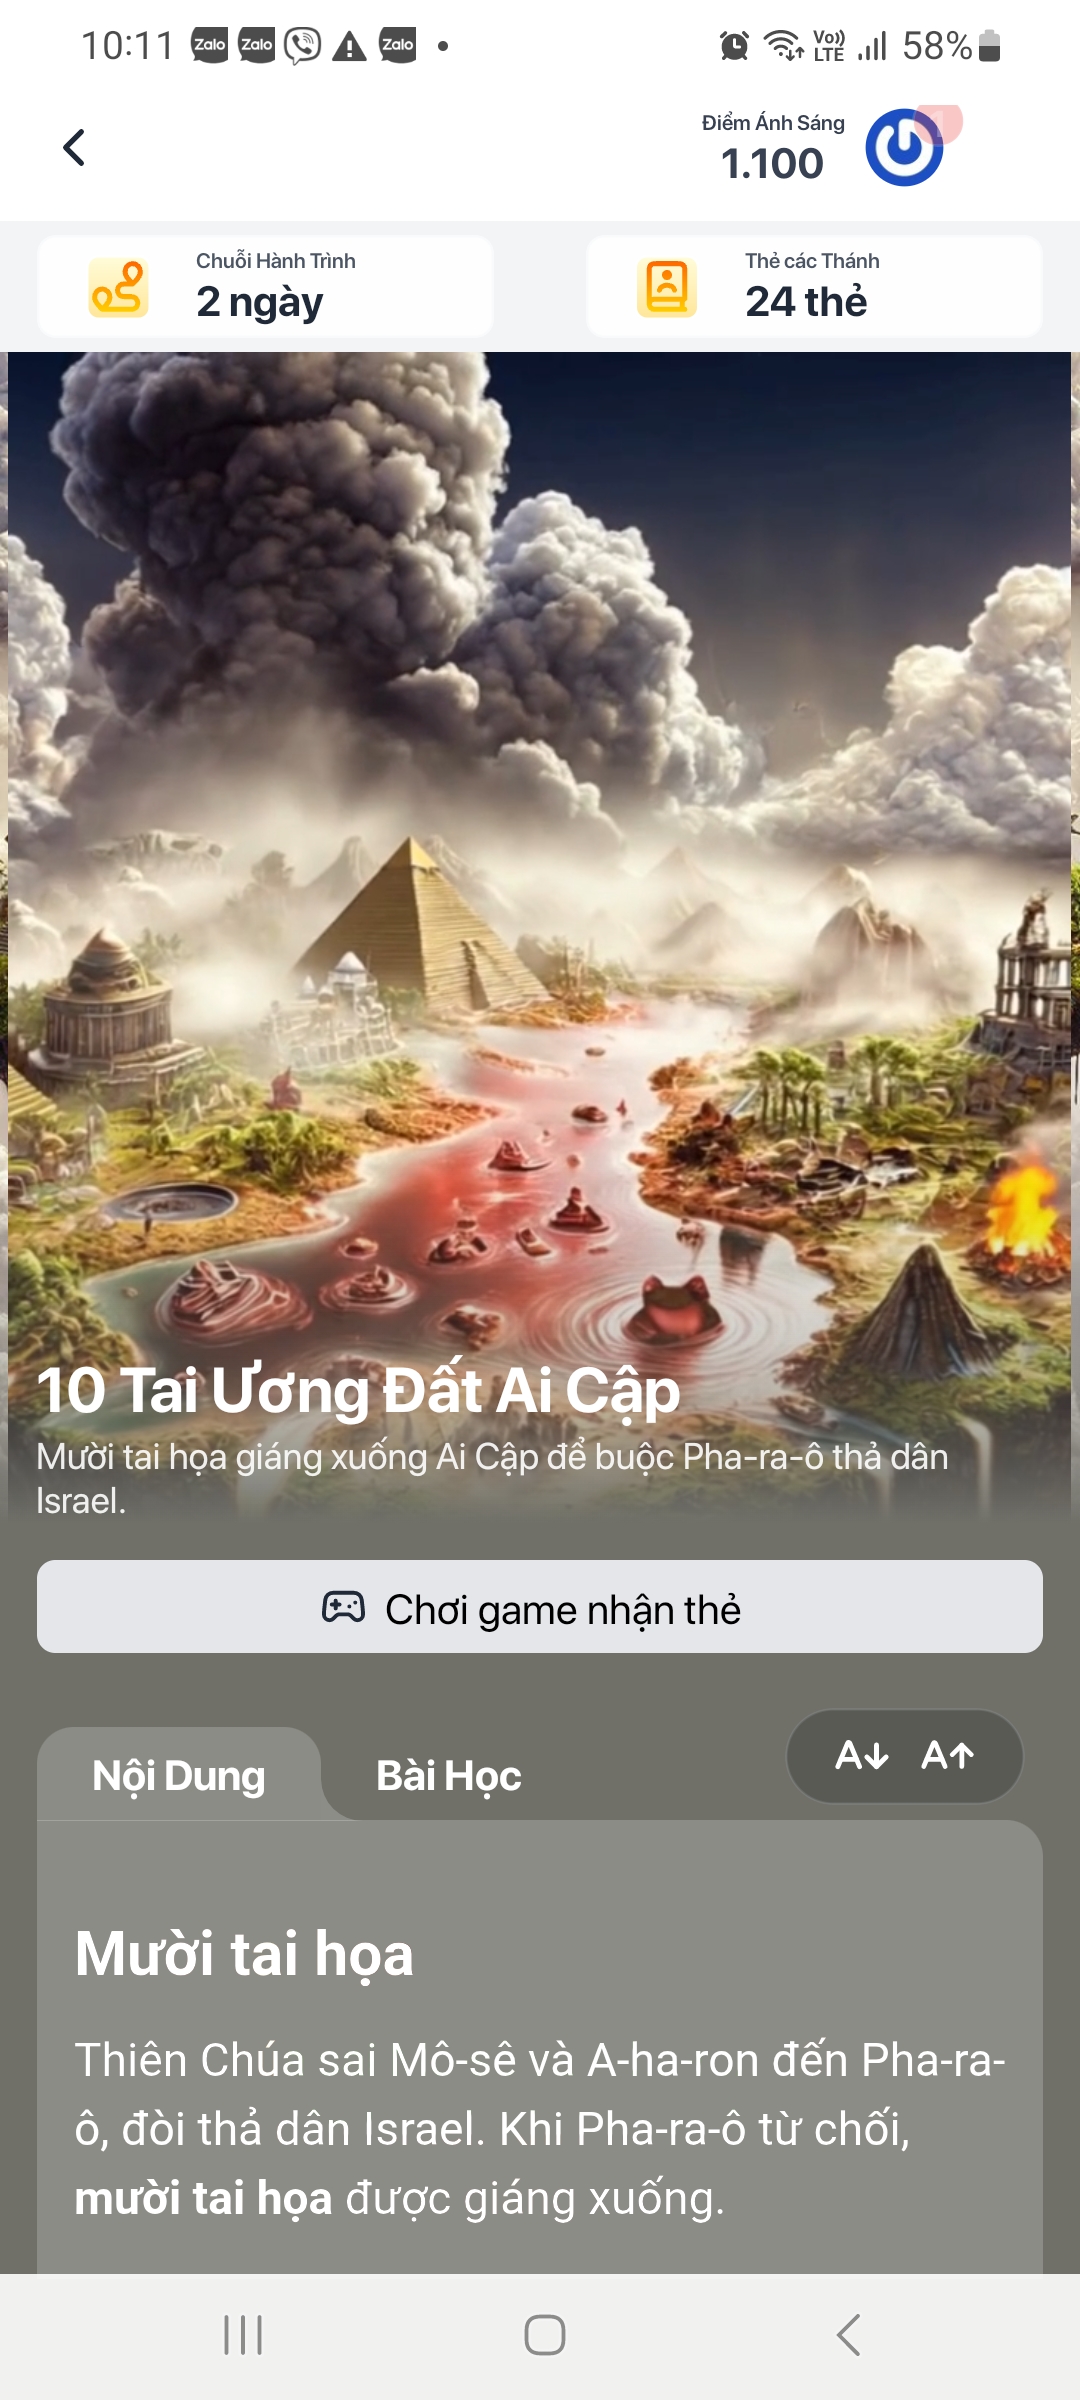 10:11
Zalo
Zalo
Zalo
Vo))
LTE
58%
Điểm Ánh Sáng
1.100
Chuỗi Hành Trình
2 ngày
Thẻ các Thánh
24 thẻ
10 Tai Ương Đất Ai Cập
Mười tai họa giáng xuống Ai Cập để buộc Pha-ra-ô thả dân
Israel.
Chơi game nhận thẻ
Nội Dung
Bài Học
A↓ A↑
Mười tai họa
Thiên Chúa sai Mô-sê và A-ha-ron đến Pha-ra-
ô, đòi thả dân Israel. Khi Pha-ra-ô từ chối,
mười tai họa được giáng xuống.